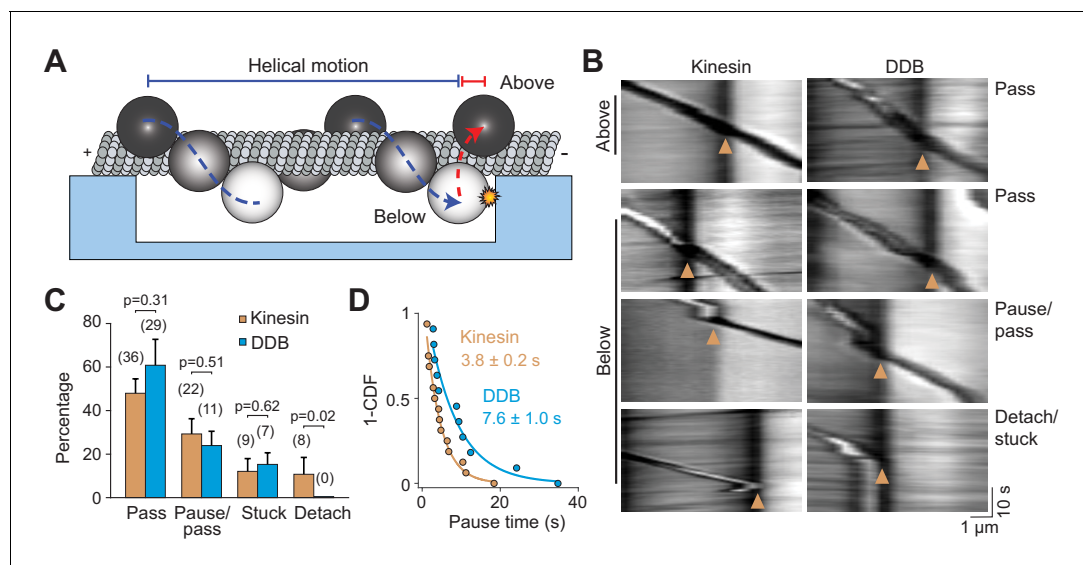 A
Helical motion
Above
+
-
Below
B
Kinesin
DDB
Above
Pass
Pass
Below
Pause/
pass
Detach/
stuck
10 s
1 µm
C
Kinesin
DDB
Percentage
80
60
40
20
0
p=0.31
(36)
(29)
p=0.51
(22)
(11)
p=0.62
(9)
(7)
p=0.02
(8)
(0)
Pass
Pause/
pass
Stuck
Detach
D
1-CDF
1
0.5
0
Kinesin
3.8 ± 0.2 s
DDB
7.6 ± 1.0 s
0
20
40
Pause time (s)